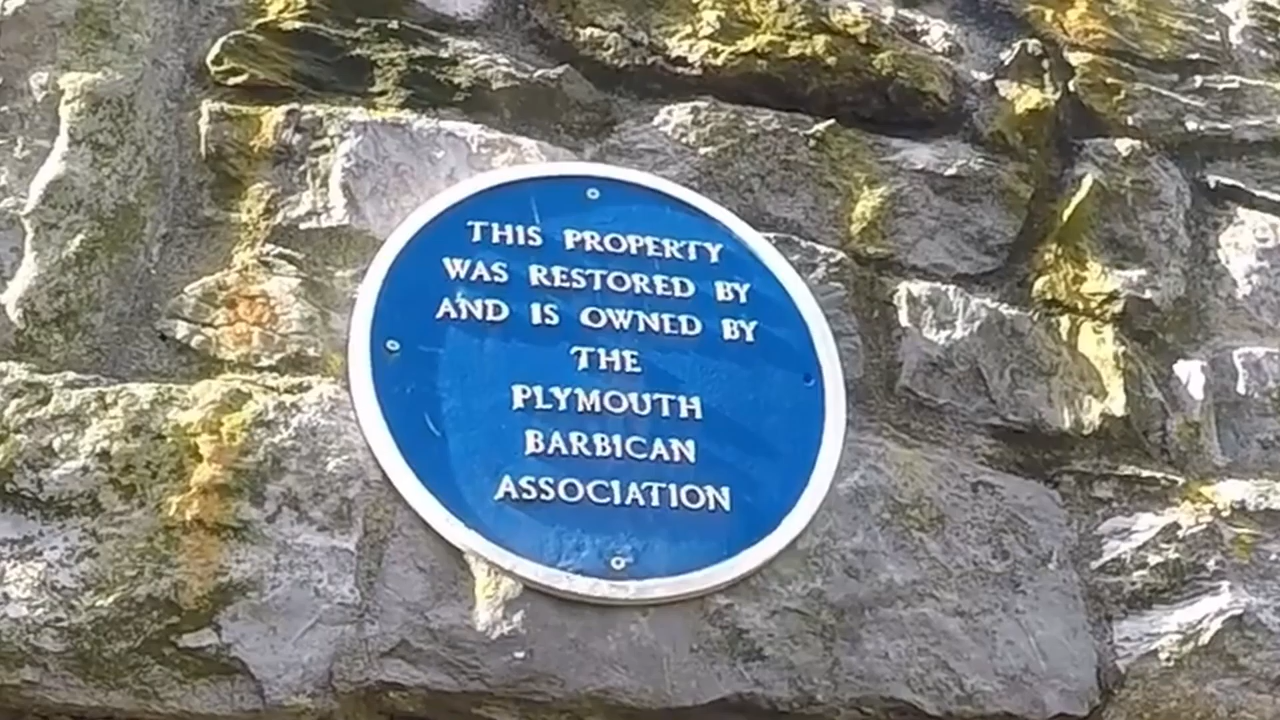 THIS PROPERTY
WAS RESTORED BY
AND IS OWNED BY
THE
PLYMOUTH
BARBICAN
ASSOCIATION